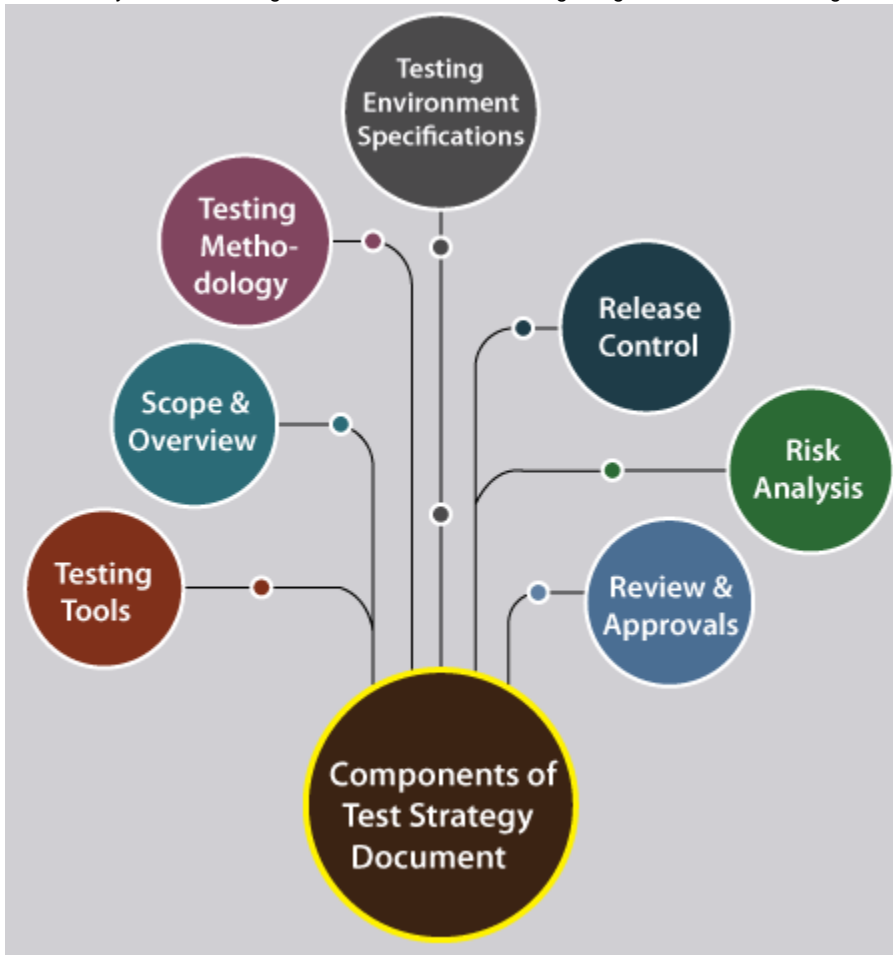 Testing
Environment
Specifications
Testing
Metho-
dology
Release
Control
Scope &
Overview
Risk
Analysis
Testing
Tools
Review &
Approvals
Components of
Test Strategy
Document